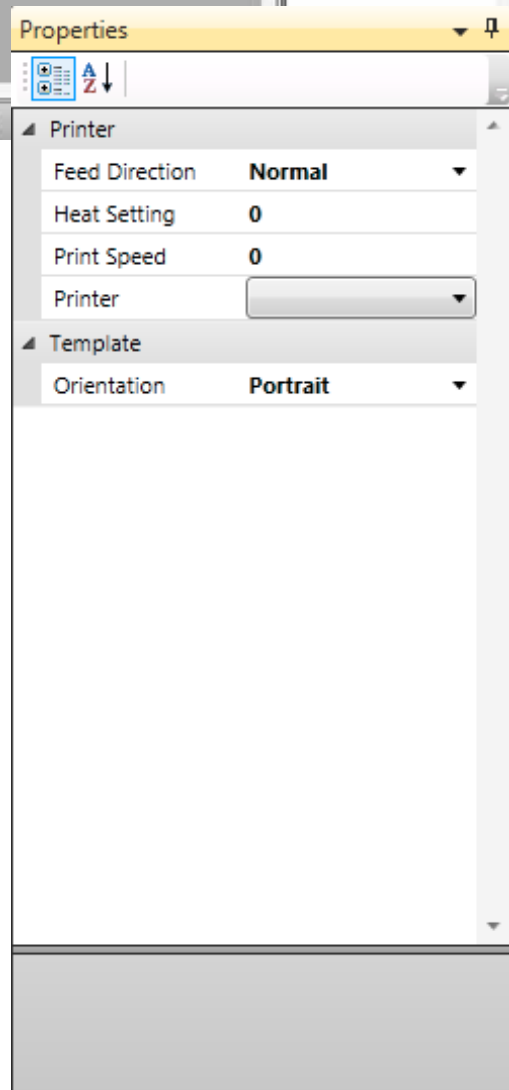 Properties
A
Z
Printer
Feed Direction Normal
Heat Setting 0
Print Speed 0
Printer
Template
Orientation Portrait